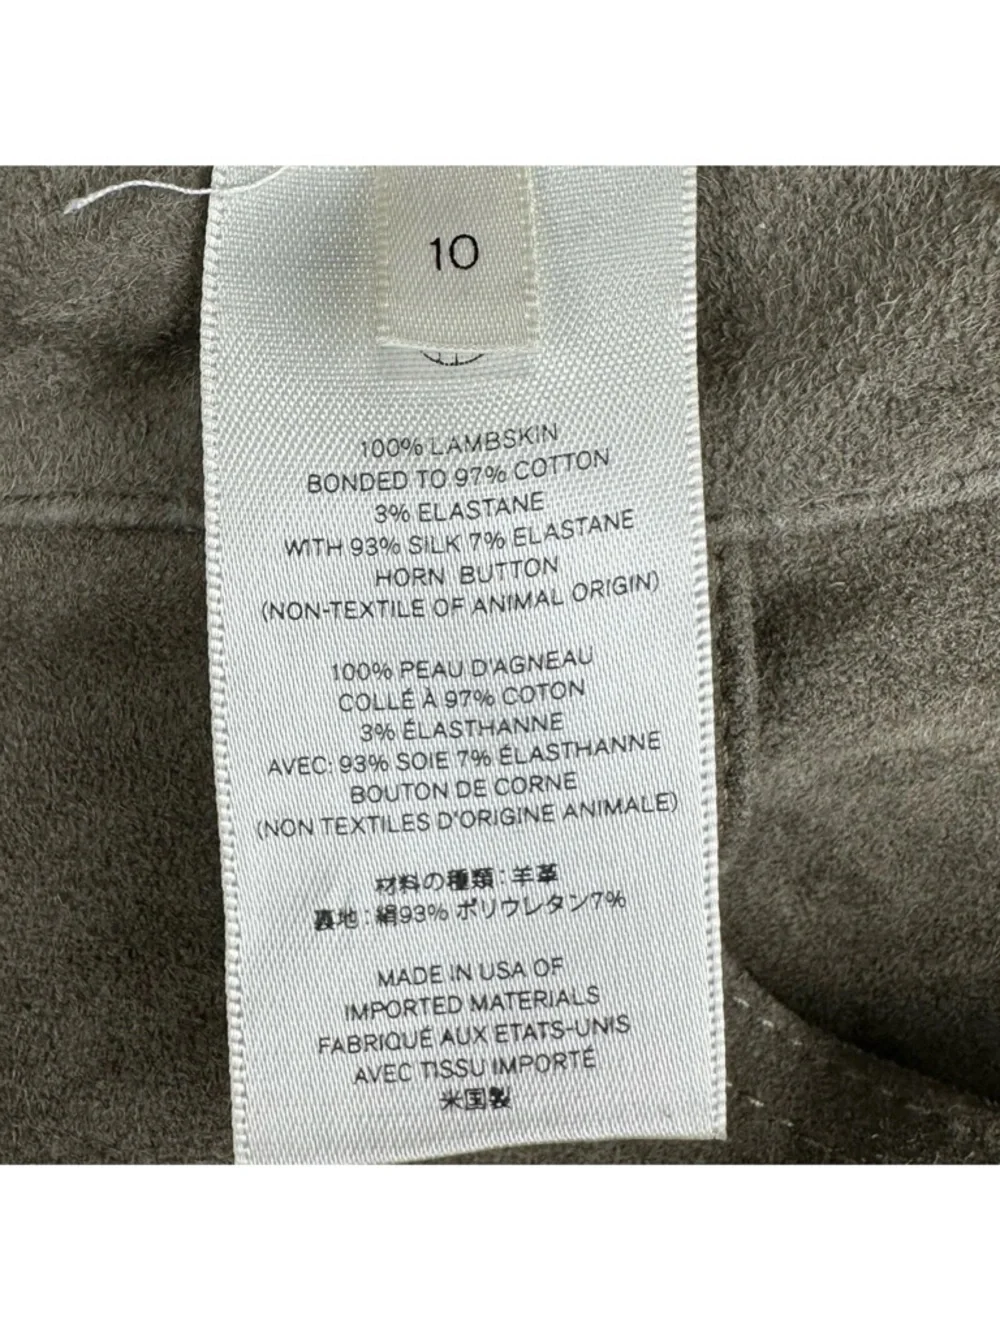 10
100% LAMBSKIN
BONDED TO 97% COTTON
3% ELASTANE
WITH 93% SILK 7% ELASTANE
HORN BUTTON
(NON-TEXTILE OF ANIMAL ORIGIN)
100% PEAU D'AGNEAU
COLLÉ À 97% COTON
3% ÉLASTHANNE
AVEC: 93% SOIE 7% ÉLASTHANNE
BOUTON DE CORNE
(NON TEXTILES D'ORIGINE ANIMALE)
材料の種類: 羊革
裏地: 絹93% ポリウレタン7%
MADE IN USA OF
IMPORTED MATERIALS
FABRIQUÉ AUX ETATS-UNIS
AVEC TISSU IMPORTÉ
米国製